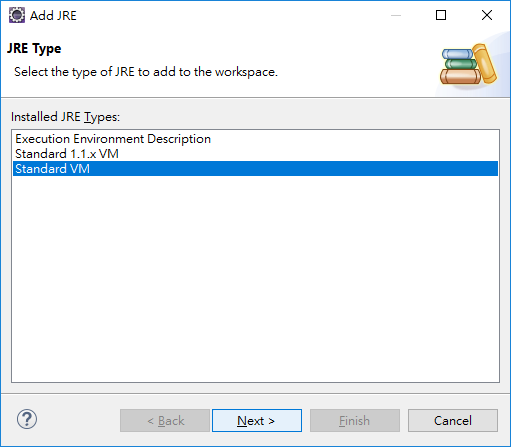 Add JRE
JRE Type
Select the type of JRE to add to the workspace.
Installed JRE Types:
Execution Environment Description
Standard 1.1.x VM
Standard VM
?
< Back
Next >
Finish
Cancel